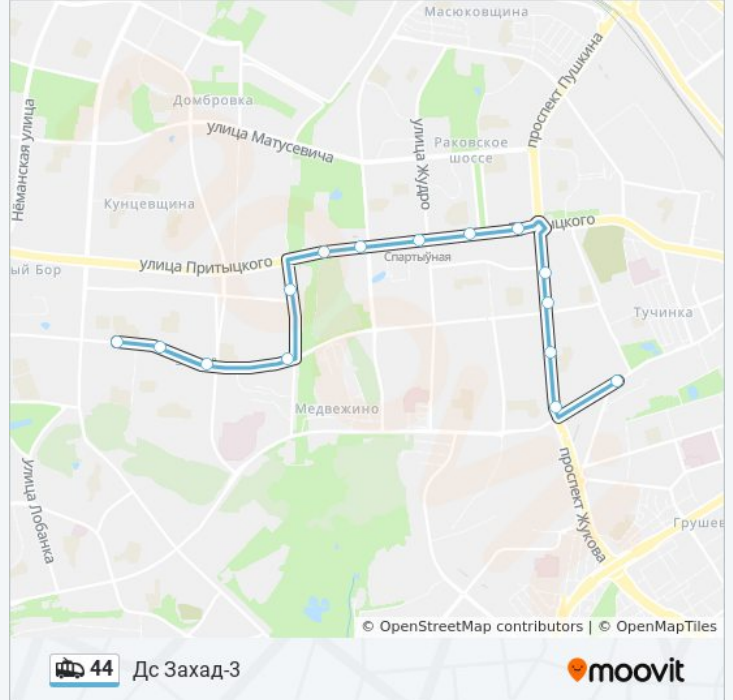 Масюковщина
проспект Пушкина
Домбровка
улица Матусевича
Нёманская улица
улица Жудро
Раковское
шоссе
Кунцевщина
ицкого
улица Притыцкого
Спартыўная
ый Бор
Тучинка
Медвежино
улица Лобанка
проспект Жукова
Грушев
© OpenStreetMap contributors | © OpenMapTiles
44 Дс Захад-3
moovit